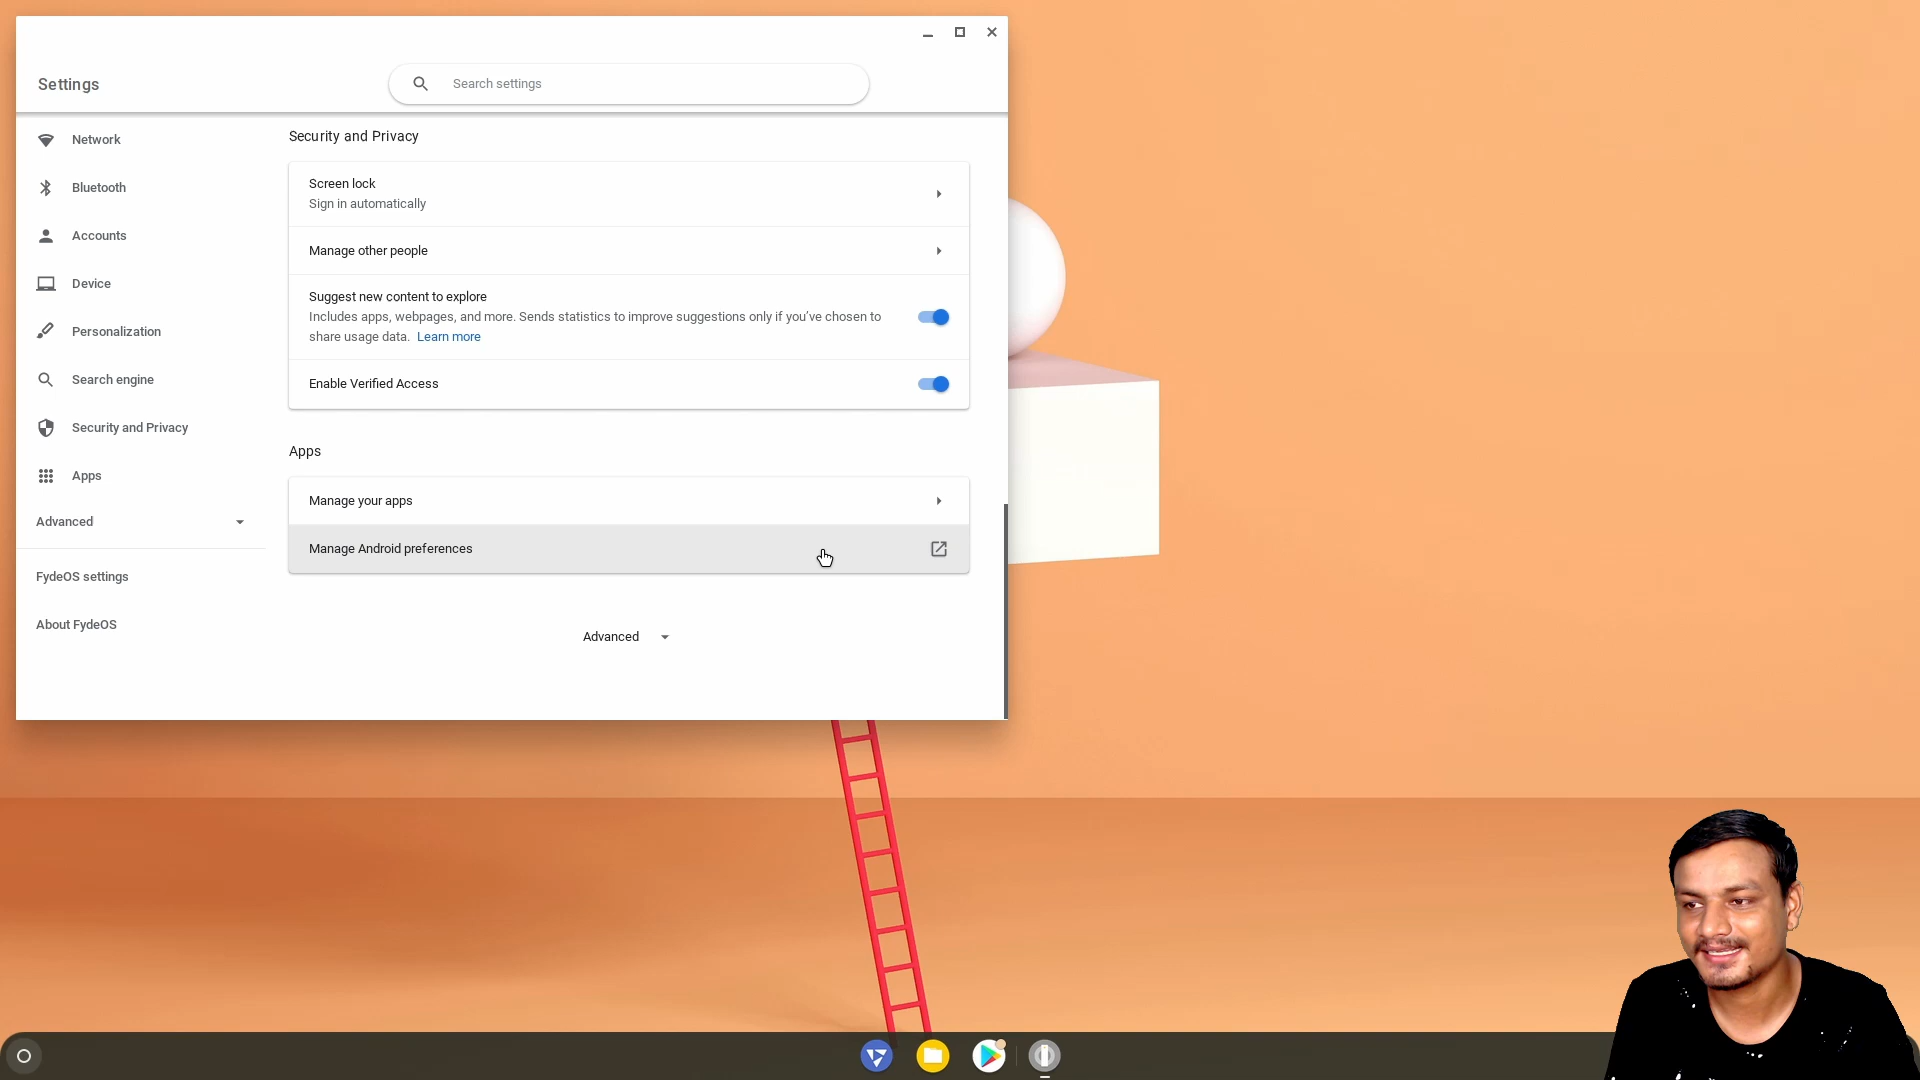 Settings
Search settings
Network
Bluetooth
Accounts
Device
Personalization
Search engine
Security and Privacy
Apps
Advanced
FydeOS settings
About FydeOS
Security and Privacy
Screen lock
Sign in automatically
Manage other people
Suggest new content to explore
Includes apps, webpages, and more. Sends statistics to improve suggestions only if you've chosen to
share usage data. Learn more
Enable Verified Access
Apps
Manage your apps
Manage Android preferences
Advanced